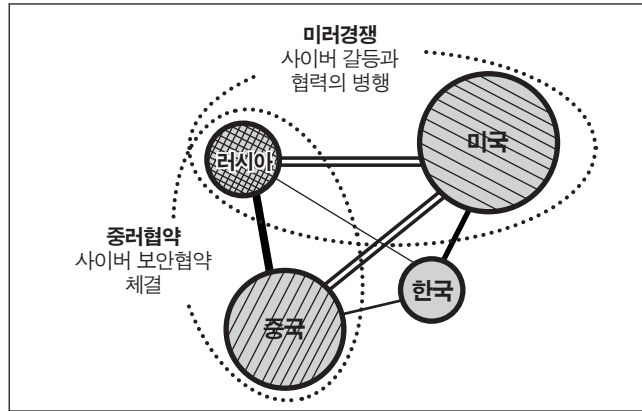 미러경쟁
사이버 갈등과
협력의 병행
미국
러시아
중러협약
사이버 보안협약
체결
한국
중국